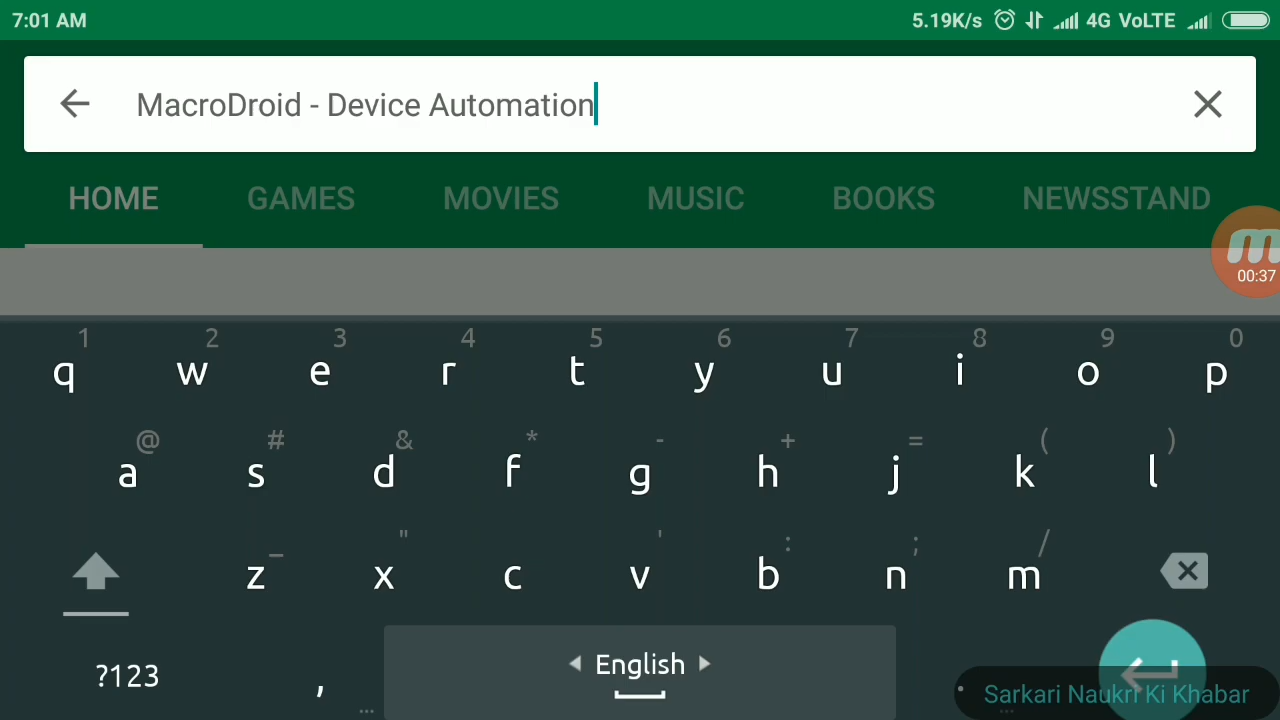 7:01 AM 5.19K/s 4G VoLTE
MacroDroid - Device Automation
HOME GAMES MOVIES MUSIC BOOKS NEWSSTAND
m
00:37
1 2 3 4 5 6 7 8 9 0
q w e r t y u i o p
@ # & * - + = ( )
a s d f g h j k l
_ " ' : ; /
z x c v b n m
?123 , English
Sarkari Naukri Ki Khabar